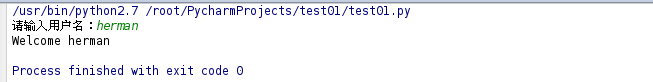 /usr/bin/python2.7 /root/PycharmProjects/test01/test01.py
请输入用户名：herman
Welcome herman
Process finished with exit code 0